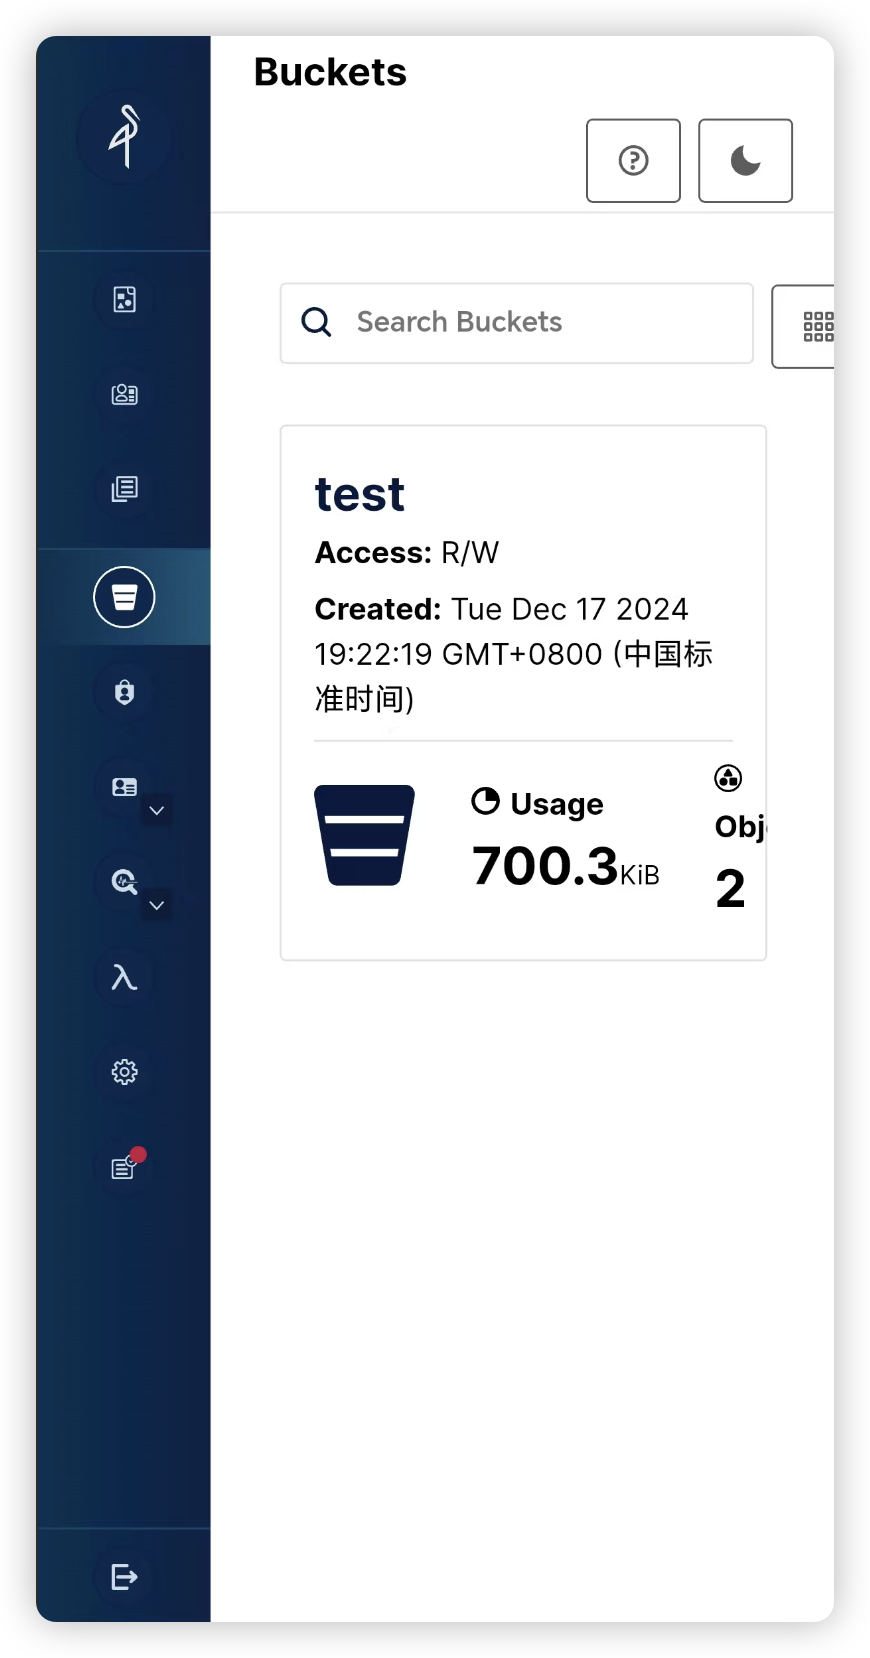 Buckets
Search Buckets
test
Access: R/W
Created: Tue Dec 17 2024
19:22:19 GMT+0800 (中国标
准时间)
Usage
700.3KiB
Obj
2